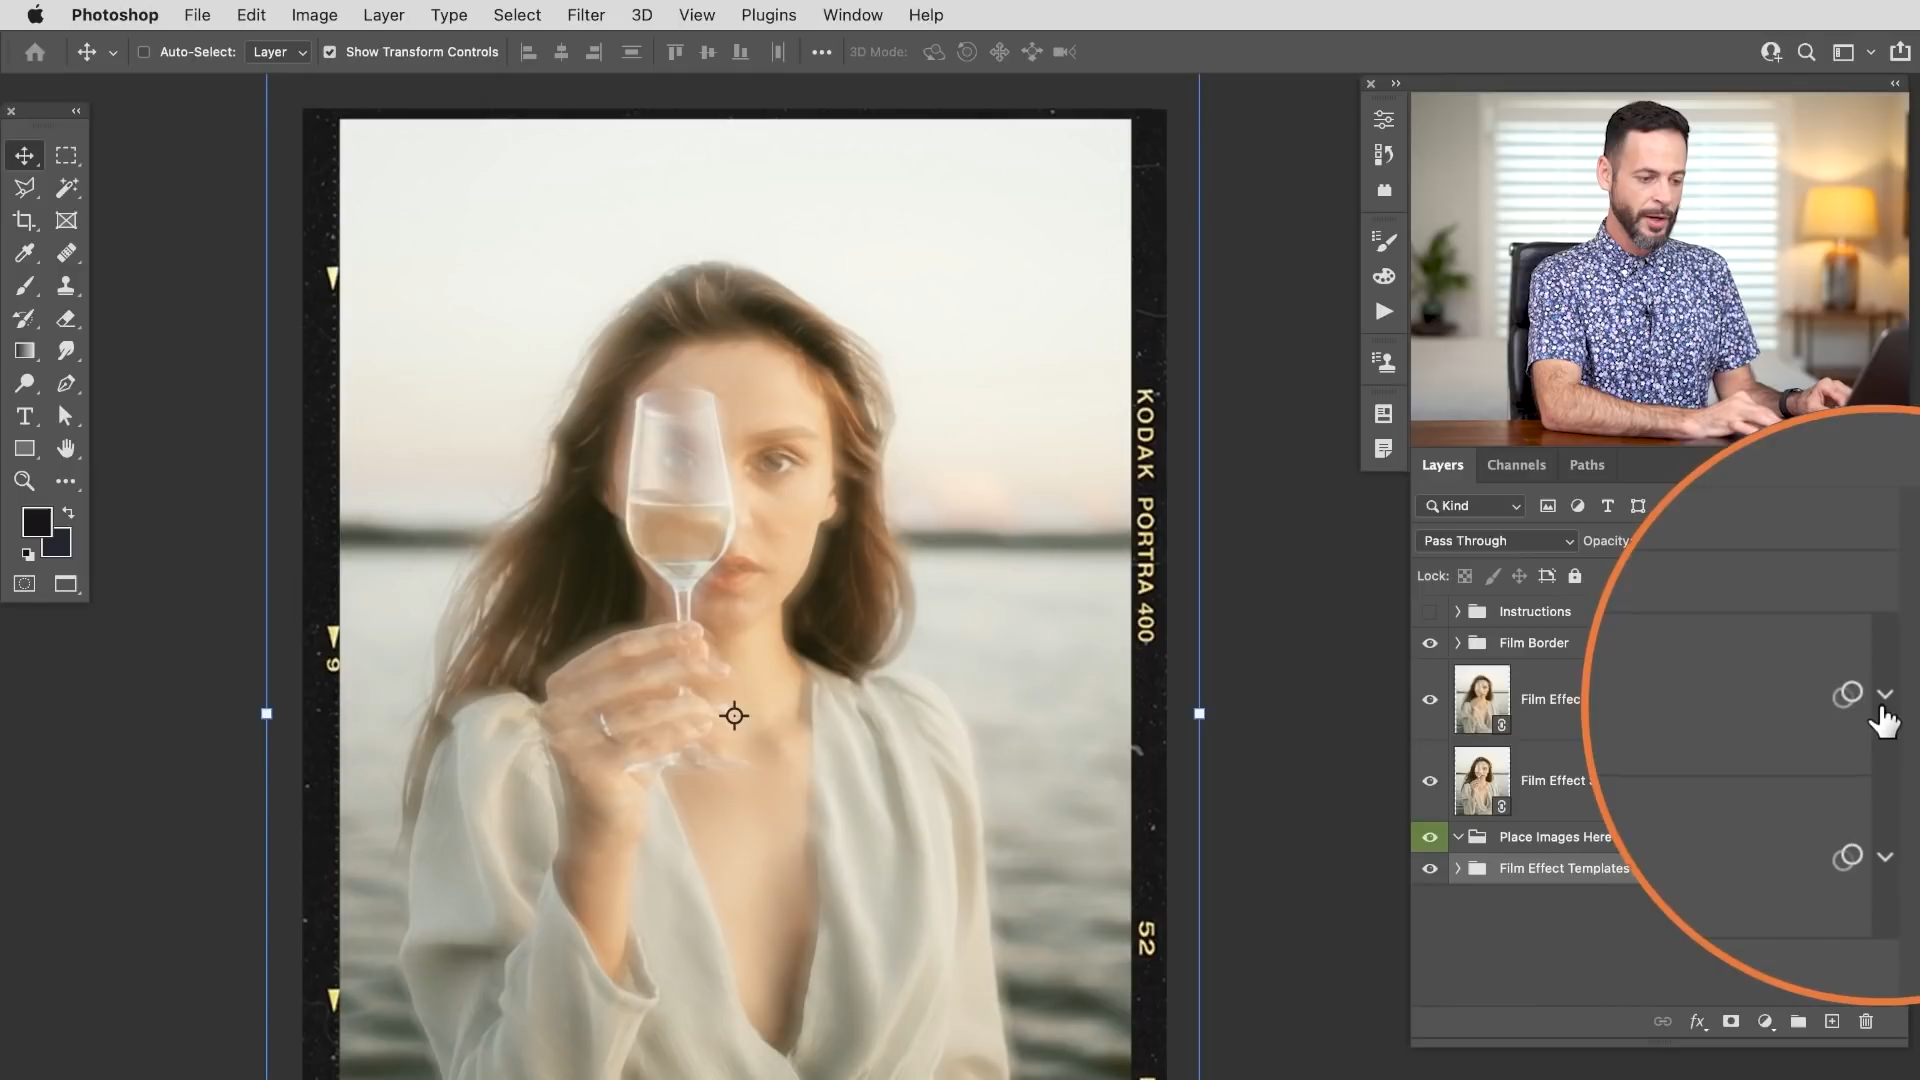 Photoshop File Edit Image Layer Type Select Filter 3D View Plugins Window Help
Auto-Select: Layer Show Transform Controls 3D Mode:
KODAK PORTRA 400
52
9
Layers Channels Paths
Kind
Pass Through Opacity
Lock:
Instructions
Film Border
Film Effec
Film Effect
Place Images Here
Film Effect Templates
fx